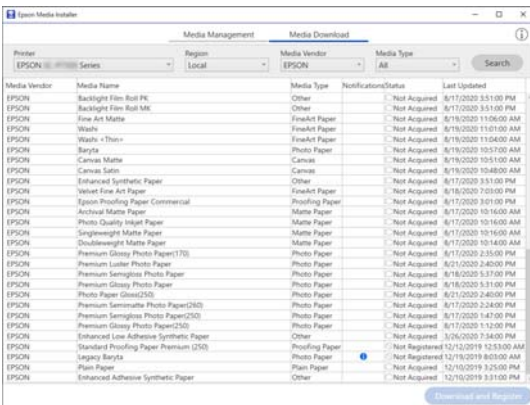 Epson Media Installer
Media Management Media Download
Printer Region Media Vendor Media Type
EPSON Series Local EPSON All Search
Media Vendor Media Name Media Type Notifications Status Last Updated
EPSON Backlight Film Roll PK Other Not Acquired 8/17/2020 3:51:00 PM
EPSON Backlight Film Roll MK Other Not Acquired 8/17/2020 3:51:00 PM
EPSON Fine Art Matte FineArt Paper Not Acquired 8/19/2020 11:06:00 AM
EPSON Washi FineArt Paper Not Acquired 8/19/2020 11:01:00 AM
EPSON Washi <Thin> FineArt Paper Not Acquired 8/19/2020 11:04:00 AM
EPSON Baryta Photo Paper Not Acquired 8/19/2020 10:57:00 AM
EPSON Canvas Matte Canvas Not Acquired 8/19/2020 10:51:00 AM
EPSON Canvas Satin Canvas Not Acquired 8/19/2020 10:48:00 AM
EPSON Enhanced Synthetic Paper Other Not Acquired 8/17/2020 3:51:00 PM
EPSON Velvet Fine Art Paper FineArt Paper Not Acquired 8/18/2020 7:03:00 PM
EPSON Epson Proofing Paper Commercial Proofing Paper Not Acquired 8/17/2020 3:01:00 PM
EPSON Archival Matte Paper Matte Paper Not Acquired 8/17/2020 10:16:00 AM
EPSON Photo Quality Inkjet Paper Matte Paper Not Acquired 8/17/2020 10:16:00 AM
EPSON Singleweight Matte Paper Matte Paper Not Acquired 8/17/2020 10:16:00 AM
EPSON Doubleweight Matte Paper Matte Paper Not Acquired 8/17/2020 10:14:00 AM
EPSON Premium Glossy Photo Paper(170) Photo Paper Not Acquired 8/17/2020 2:35:00 PM
EPSON Premium Luster Photo Paper Photo Paper Not Acquired 8/21/2020 2:40:00 PM
EPSON Premium Semigloss Photo Paper Photo Paper Not Acquired 8/18/2020 5:37:00 PM
EPSON Premium Glossy Photo Paper Photo Paper Not Acquired 8/18/2020 5:31:00 PM
EPSON Photo Paper Gloss(250) Photo Paper Not Acquired 8/21/2020 2:40:00 PM
EPSON Premium Semimatte Photo Paper(260) Photo Paper Not Acquired 8/17/2020 2:24:00 PM
EPSON Premium Semigloss Photo Paper(250) Photo Paper Not Acquired 8/17/2020 1:47:00 PM
EPSON Premium Glossy Photo Paper(250) Photo Paper Not Acquired 8/17/2020 1:12:00 PM
EPSON Enhanced Low Adhesive Synthetic Paper Other Not Acquired 3/26/2020 7:34:00 PM
EPSON Standard Proofing Paper Premium (250) Proofing Paper Not Registered 12/12/2019 12:53:00 AM
EPSON Legacy Baryta Photo Paper Not Registered 12/19/2019 8:03:00 AM
EPSON Plain Paper Plain Paper Not Acquired 12/10/2019 3:25:00 PM
EPSON Enhanced Adhesive Synthetic Paper Other Not Acquired 12/10/2019 3:31:00 PM
Download and Register